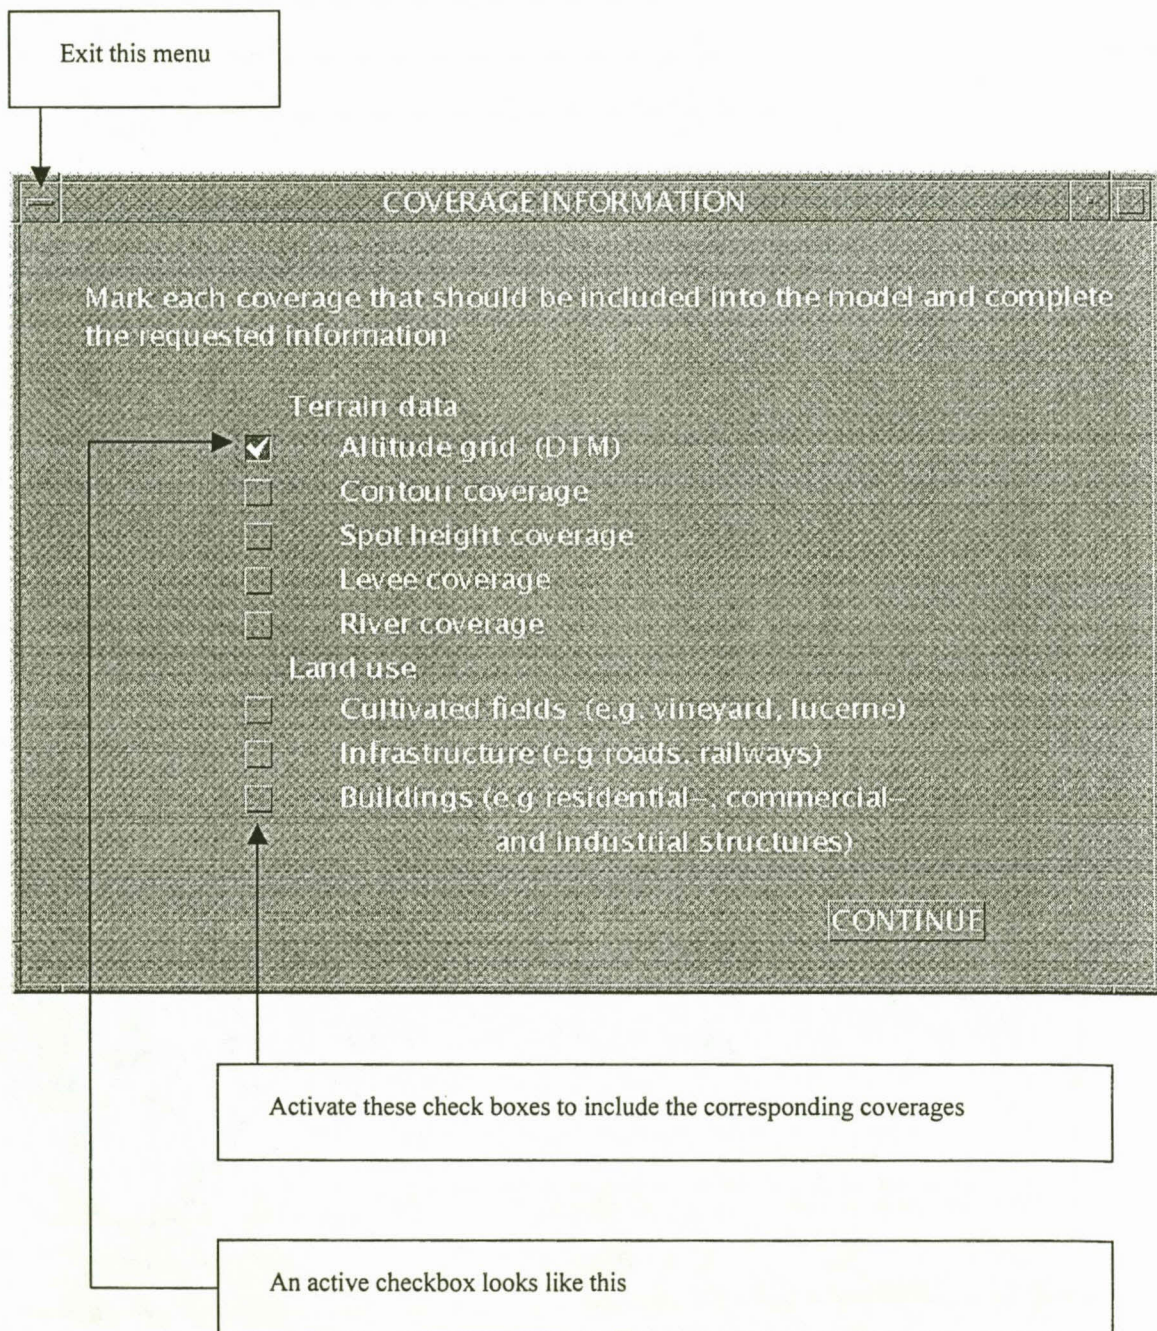 Exit this menu
COVERAGE INFORMATION
Mark each coverage that should be included into the model and complete
the requested information
Terrain data
Altitude grid (DTM)
Contour coverage
Spot height coverage
Levee coverage
River coverage
Land use
Cultivated fields (e.g. vineyard, lucerne)
Infrastructure (e.g roads, railways)
Buildings (e.g residential-, commercial-
and industrial structures)
CONTINUE
Activate these check boxes to include the corresponding coverages
An active checkbox looks like this